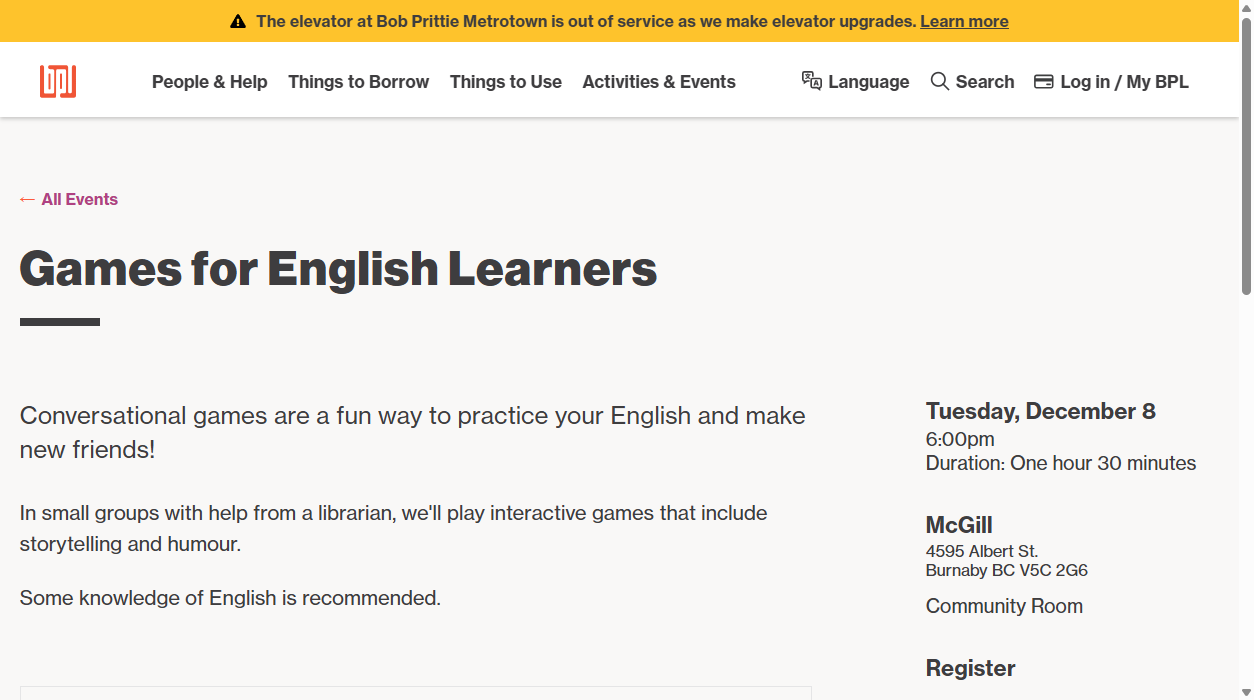 The elevator at Bob Prittie Metrotown is out of service as we make elevator upgrades. Learn more
People & Help Things to Borrow Things to Use Activities & Events Language Search Log in / My BPL
← All Events
Games for English Learners
Conversational games are a fun way to practice your English and make
new friends!
In small groups with help from a librarian, we'll play interactive games that include
storytelling and humour.
Some knowledge of English is recommended.
Tuesday, December 8
6:00pm
Duration: One hour 30 minutes
McGill
4595 Albert St.
Burnaby BC V5C 2G6
Community Room
Register